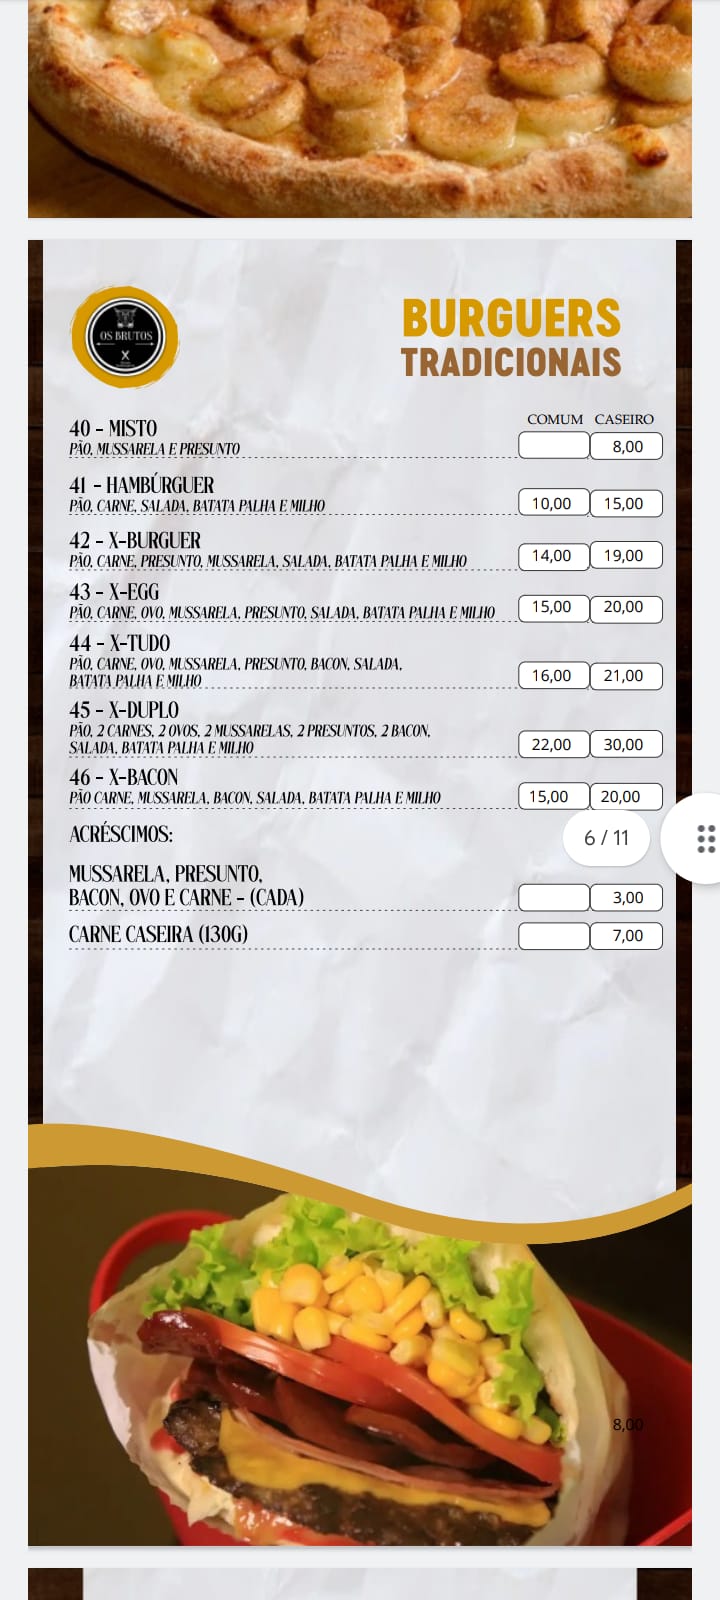 OS BRUTOS
X
BURGUERS
TRADICIONAIS
COMUM CASEIRO
40 - MISTO
PÃO, MUSSARELA E PRESUNTO
8,00
41 - HAMBÚRGUER
PÃO, CARNE, SALADA, BATATA PALHA E MILHO
10,00 15,00
42 - X-BURGUER
PÃO, CARNE, PRESUNTO, MUSSARELA, SALADA, BATATA PALHA E MILHO
14,00 19,00
43 - X-EGG
PÃO, CARNE, OVO, MUSSARELA, PRESUNTO, SALADA, BATATA PALHA E MILHO
15,00 20,00
44 - X-TUDO
PÃO, CARNE, OVO, MUSSARELA, PRESUNTO, BACON, SALADA,
BATATA PALHA E MILHO
16,00 21,00
45 - X-DUPLO
PÃO, 2 CARNES, 2 OVOS, 2 MUSSARELAS, 2 PRESUNTOS, 2 BACON,
SALADA, BATATA PALHA E MILHO
22,00 30,00
46 - X-BACON
PÃO CARNE, MUSSARELA, BACON, SALADA, BATATA PALHA E MILHO
15,00 20,00
ACRÉSCIMOS:
6 / 11
MUSSARELA, PRESUNTO,
BACON, OVO E CARNE - (CADA)
3,00
CARNE CASEIRA (130G)
7,00
8,00